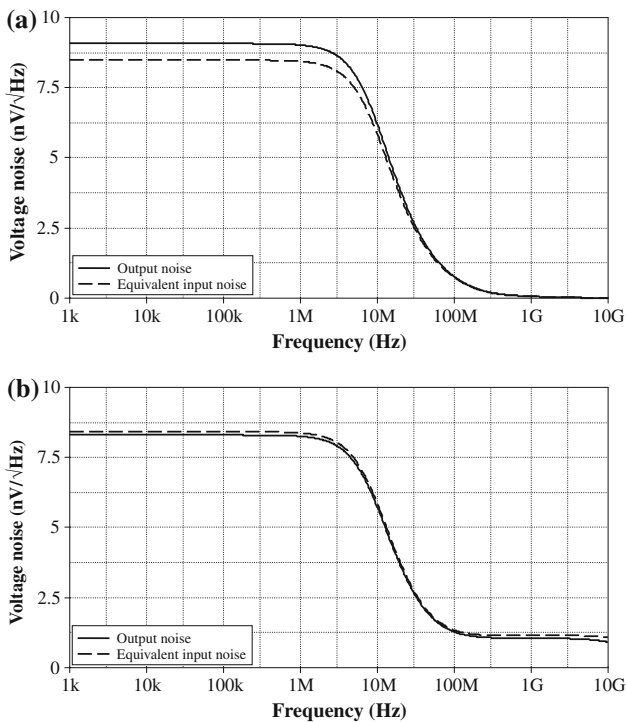 (a)
10
7.5
5
2.5
0
Voltage noise (nV/√Hz)
Output noise
Equivalent input noise
1k 10k 100k 1M 10M 100M 1G 10G
Frequency (Hz)
(b)
10
7.5
5
2.5
0
Voltage noise (nV/√Hz)
Output noise
Equivalent input noise
1k 10k 100k 1M 10M 100M 1G 10G
Frequency (Hz)